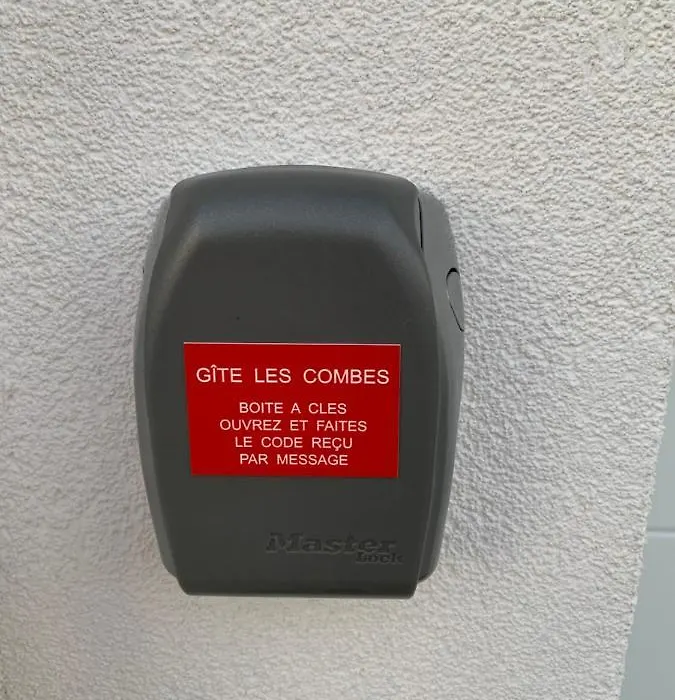 GÎTE LES COMBES
BOITE A CLES
OUVREZ ET FAITES
LE CODE REÇU
PAR MESSAGE
Master
Lock